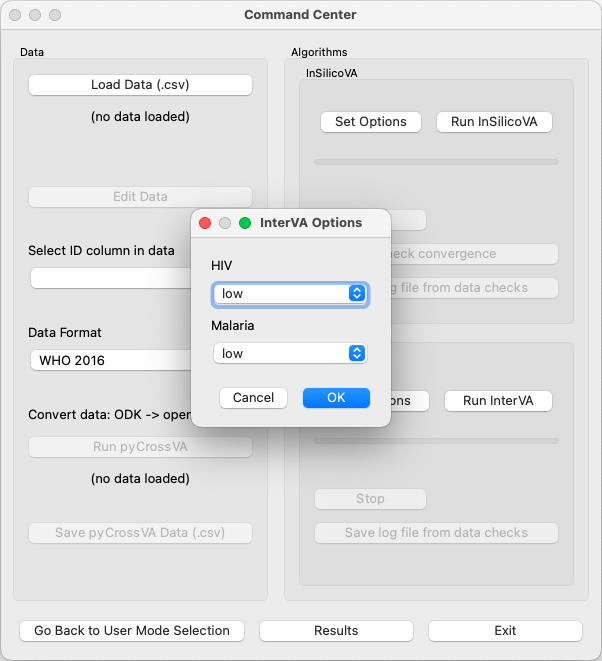 Command Center
Data
Load Data (.csv)
(no data loaded)
Edit Data
Select ID column in data
Data Format
WHO 2016
Convert data: ODK -> open
Run pyCrossVA
(no data loaded)
Save pyCrossVA Data (.csv)
Algorithms
InSilicoVA
Set Options
Run InSilicoVA
eck convergence
g file from data checks
InterVA Options
HIV
low
Malaria
low
Cancel
OK
ons
Run InterVA
Stop
Save log file from data checks
Go Back to User Mode Selection
Results
Exit